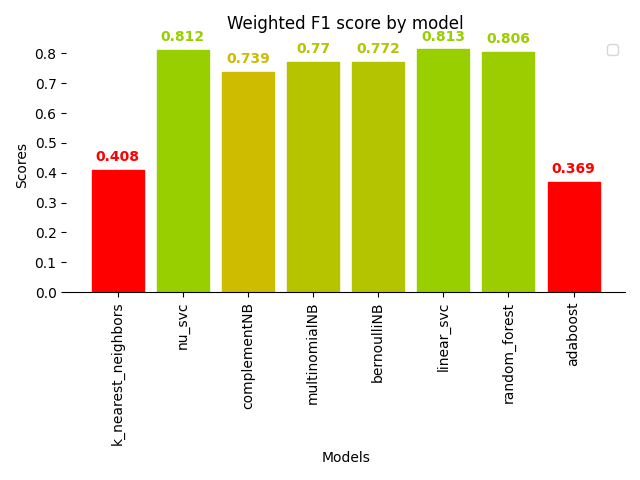 Weighted F1 score by model
0.408
0.812
0.739
0.77
0.772
0.813
0.806
0.369
Scores
0.8
0.7
0.6
0.5
0.4
0.3
0.2
0.1
0.0
k_nearest_neighbors
nu_svc
complementNB
multinomialNB
bernoulliNB
linear_svc
random_forest
adaboost
Models